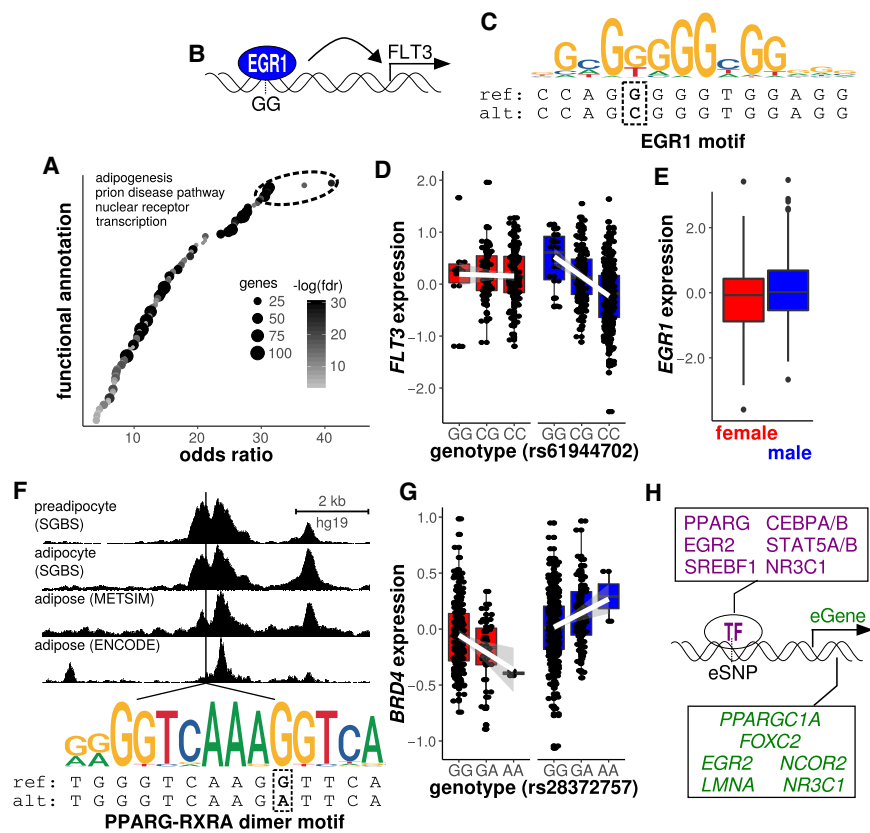 B
EGR1
FLT3
GG
C
ref: C C A G G G G G T G G A G G
alt: C C A G C G G G T G G A G G
EGR1 motif
A
adipogenesis
prion disease pathway
nuclear receptor
transcription
functional annotation
genes
25
50
75
100
-log(fdr)
30
20
10
10 20 30 40
odds ratio
D
FLT3 expression
2.0
1.0
0.0
−1.0
−2.0
GG CG CC GG CG CC
genotype (rs61944702)
E
EGR1 expression
2.0
0.0
−2.0
female
male
F
preadipocyte
(SGBS)
2 kb
hg19
adipocyte
(SGBS)
adipose (METSIM)
adipose (ENCODE)
GGGGTCAAAGGTCA
ref: T G G G T C A A G G T T C A
alt: T G G G T C A A G A T T C A
PPARG-RXRA dimer motif
G
BRD4 expression
1.0
0.5
0.0
−0.5
−1.0
GG GA AA GG GA AA
genotype (rs28372757)
H
PPARG CEBPA/B
EGR2 STAT5A/B
SREBF1 NR3C1
TF
eGene
eSNP
PPARGC1A
FOXC2
EGR2 NCOR2
LMNA NR3C1